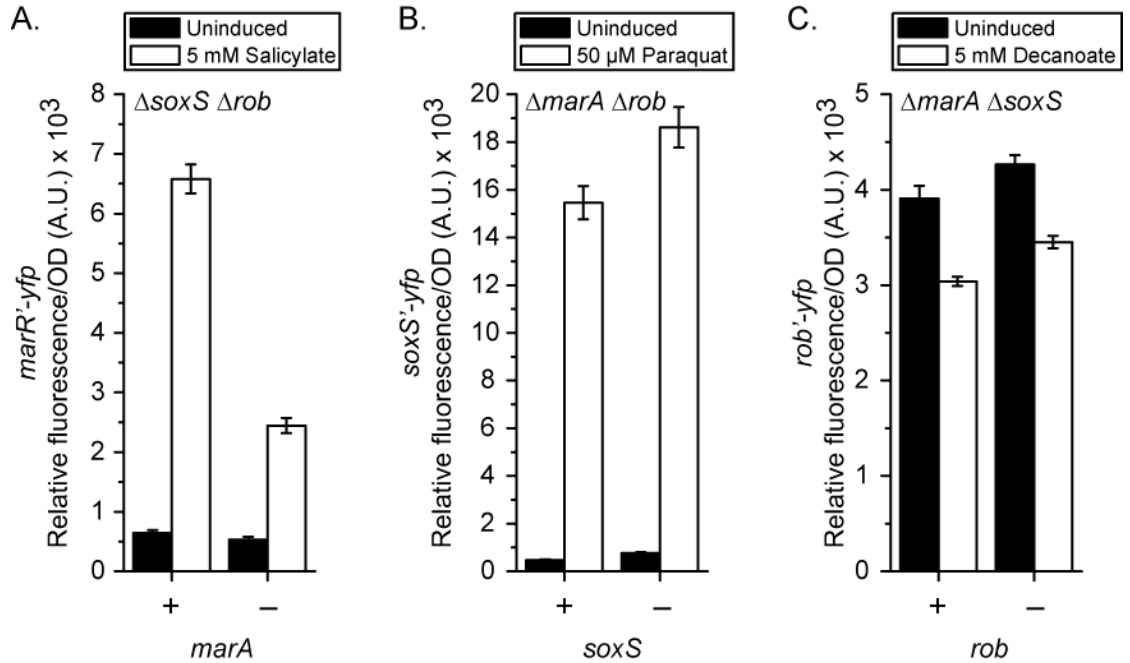 A.
Uninduced
5 mM Salicylate
ΔsoxS Δrob
marR'-yfp
Relative fluorescence/OD (A.U.) x 10³
8
7
6
5
4
3
2
1
0
+
–
marA
B.
Uninduced
50 µM Paraquat
ΔmarA Δrob
soxS'-yfp
Relative fluorescence/OD (A.U.) x 10³
20
18
16
14
12
10
8
6
4
2
0
+
–
soxS
C.
Uninduced
5 mM Decanoate
ΔmarA ΔsoxS
rob'-yfp
Relative fluorescence/OD (A.U.) x 10³
5
4
3
2
1
0
+
–
rob